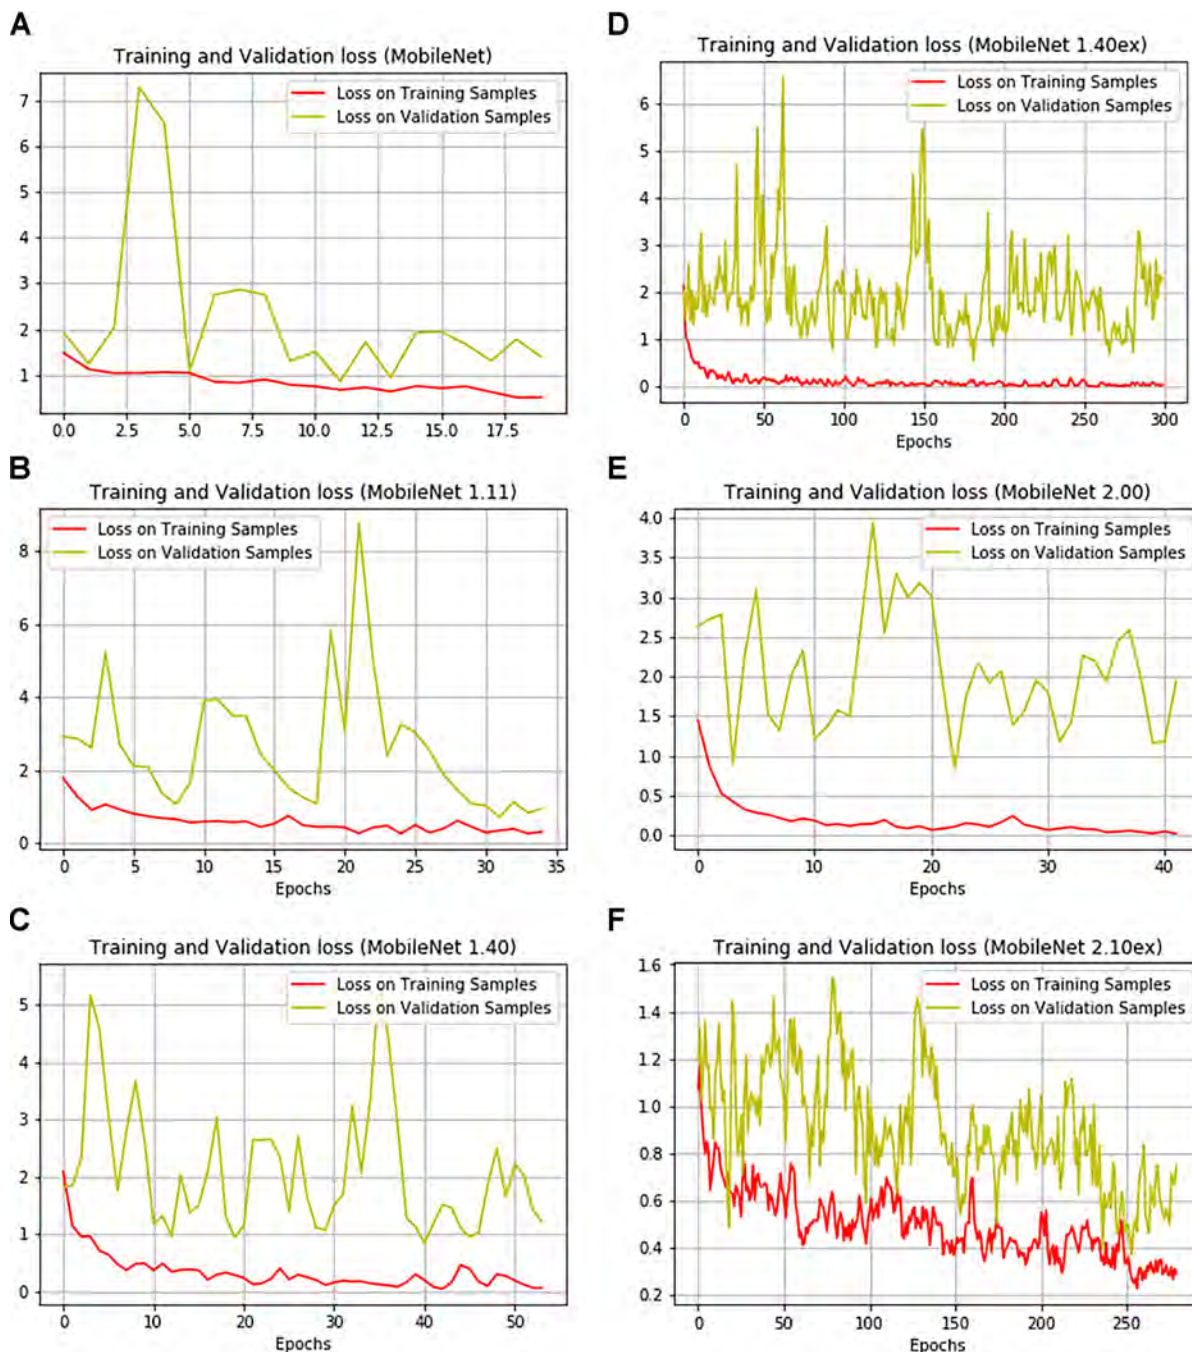 A
Training and Validation loss (MobileNet)
Loss on Training Samples
Loss on Validation Samples
7
6
5
4
3
2
1
0.0 2.5 5.0 7.5 10.0 12.5 15.0 17.5
B
Training and Validation loss (MobileNet 1.11)
Loss on Training Samples
Loss on Validation Samples
8
6
4
2
0
0 5 10 15 20 25 30 35
Epochs
C
Training and Validation loss (MobileNet 1.40)
Loss on Training Samples
Loss on Validation Samples
5
4
3
2
1
0
0 10 20 30 40 50
Epochs
D
Training and Validation loss (MobileNet 1.40ex)
Loss on Training Samples
Loss on Validation Samples
6
5
4
3
2
1
0
0 50 100 150 200 250 300
Epochs
E
Training and Validation loss (MobileNet 2.00)
Loss on Training Samples
Loss on Validation Samples
4.0
3.5
3.0
2.5
2.0
1.5
1.0
0.5
0.0
0 10 20 30 40
Epochs
F
Training and Validation loss (MobileNet 2.10ex)
Loss on Training Samples
Loss on Validation Samples
1.6
1.4
1.2
1.0
0.8
0.6
0.4
0.2
0 50 100 150 200 250
Epochs